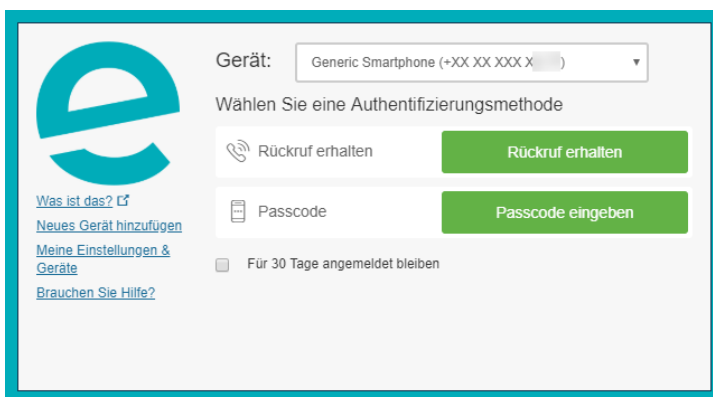 Gerät: Generic Smartphone (+XX XX XXX X )
Wählen Sie eine Authentifizierungsmethode
Rückruf erhalten Rückruf erhalten
Passcode Passcode eingeben
Für 30 Tage angemeldet bleiben
Was ist das?
Neues Gerät hinzufügen
Meine Einstellungen &
Geräte
Brauchen Sie Hilfe?